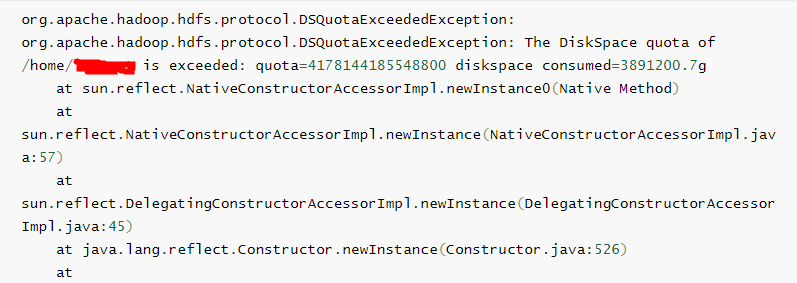 org.apache.hadoop.hdfs.protocol.DSQuotaExceededException:
org.apache.hadoop.hdfs.protocol.DSQuotaExceededException: The DiskSpace quota of
/home/ is exceeded: quota=4178144185548800 diskspace consumed=3891200.7g
at sun.reflect.NativeConstructorAccessorImpl.newInstance0(Native Method)
at
sun.reflect.NativeConstructorAccessorImpl.newInstance(NativeConstructorAccessorImpl.jav
a:57)
at
sun.reflect.DelegatingConstructorAccessorImpl.newInstance(DelegatingConstructorAccessor
Impl.java:45)
at java.lang.reflect.Constructor.newInstance(Constructor.java:526)
at